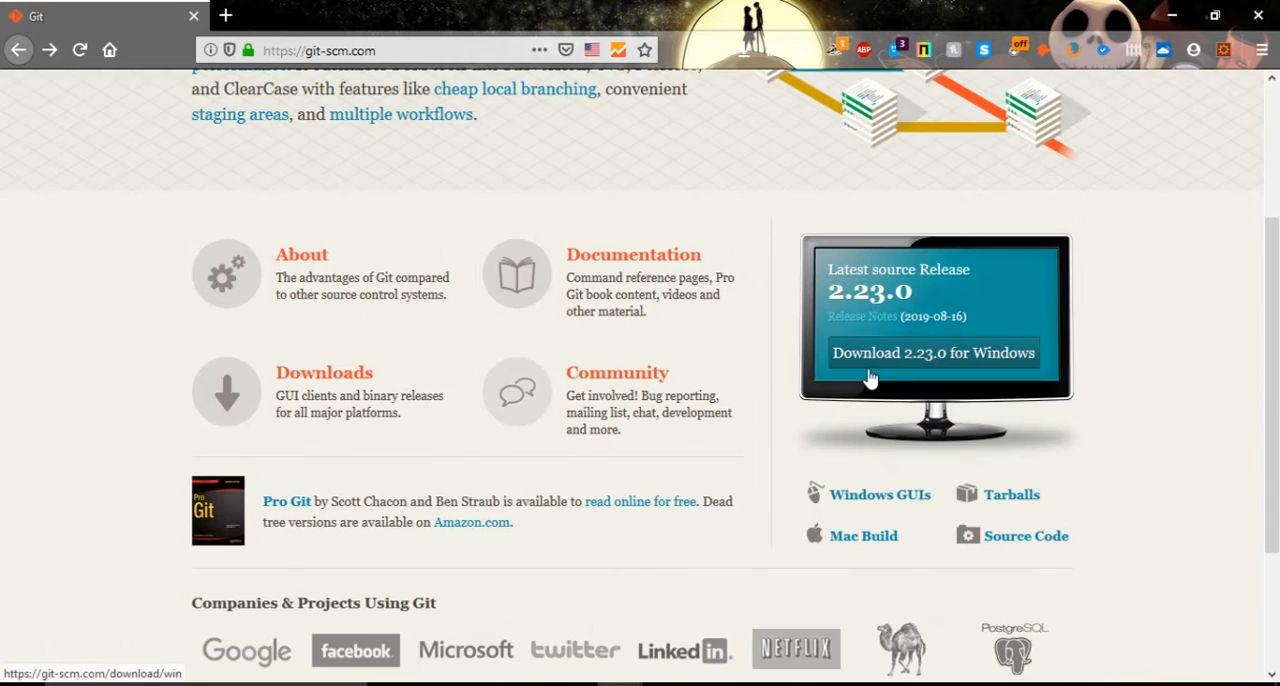 Git
https://git-scm.com
1
ABP
3
off
and ClearCase with features like cheap local branching, convenient
staging areas, and multiple workflows.
About
The advantages of Git compared
to other source control systems.
Documentation
Command reference pages, Pro
Git book content, videos and
other material.
Downloads
GUI clients and binary releases
for all major platforms.
Community
Get involved! Bug reporting,
mailing list, chat, development
and more.
Latest source Release
2.23.0
Release Notes (2019-08-16)
Download 2.23.0 for Windows
Pro
Git
Pro Git by Scott Chacon and Ben Straub is available to read online for free. Dead
tree versions are available on Amazon.com.
Windows GUIs
Tarballs
Mac Build
Source Code
Companies & Projects Using Git
Google
facebook
Microsoft
twitter
Linked in
NETFLIX
PostgreSQL
https://git-scm.com/download/win